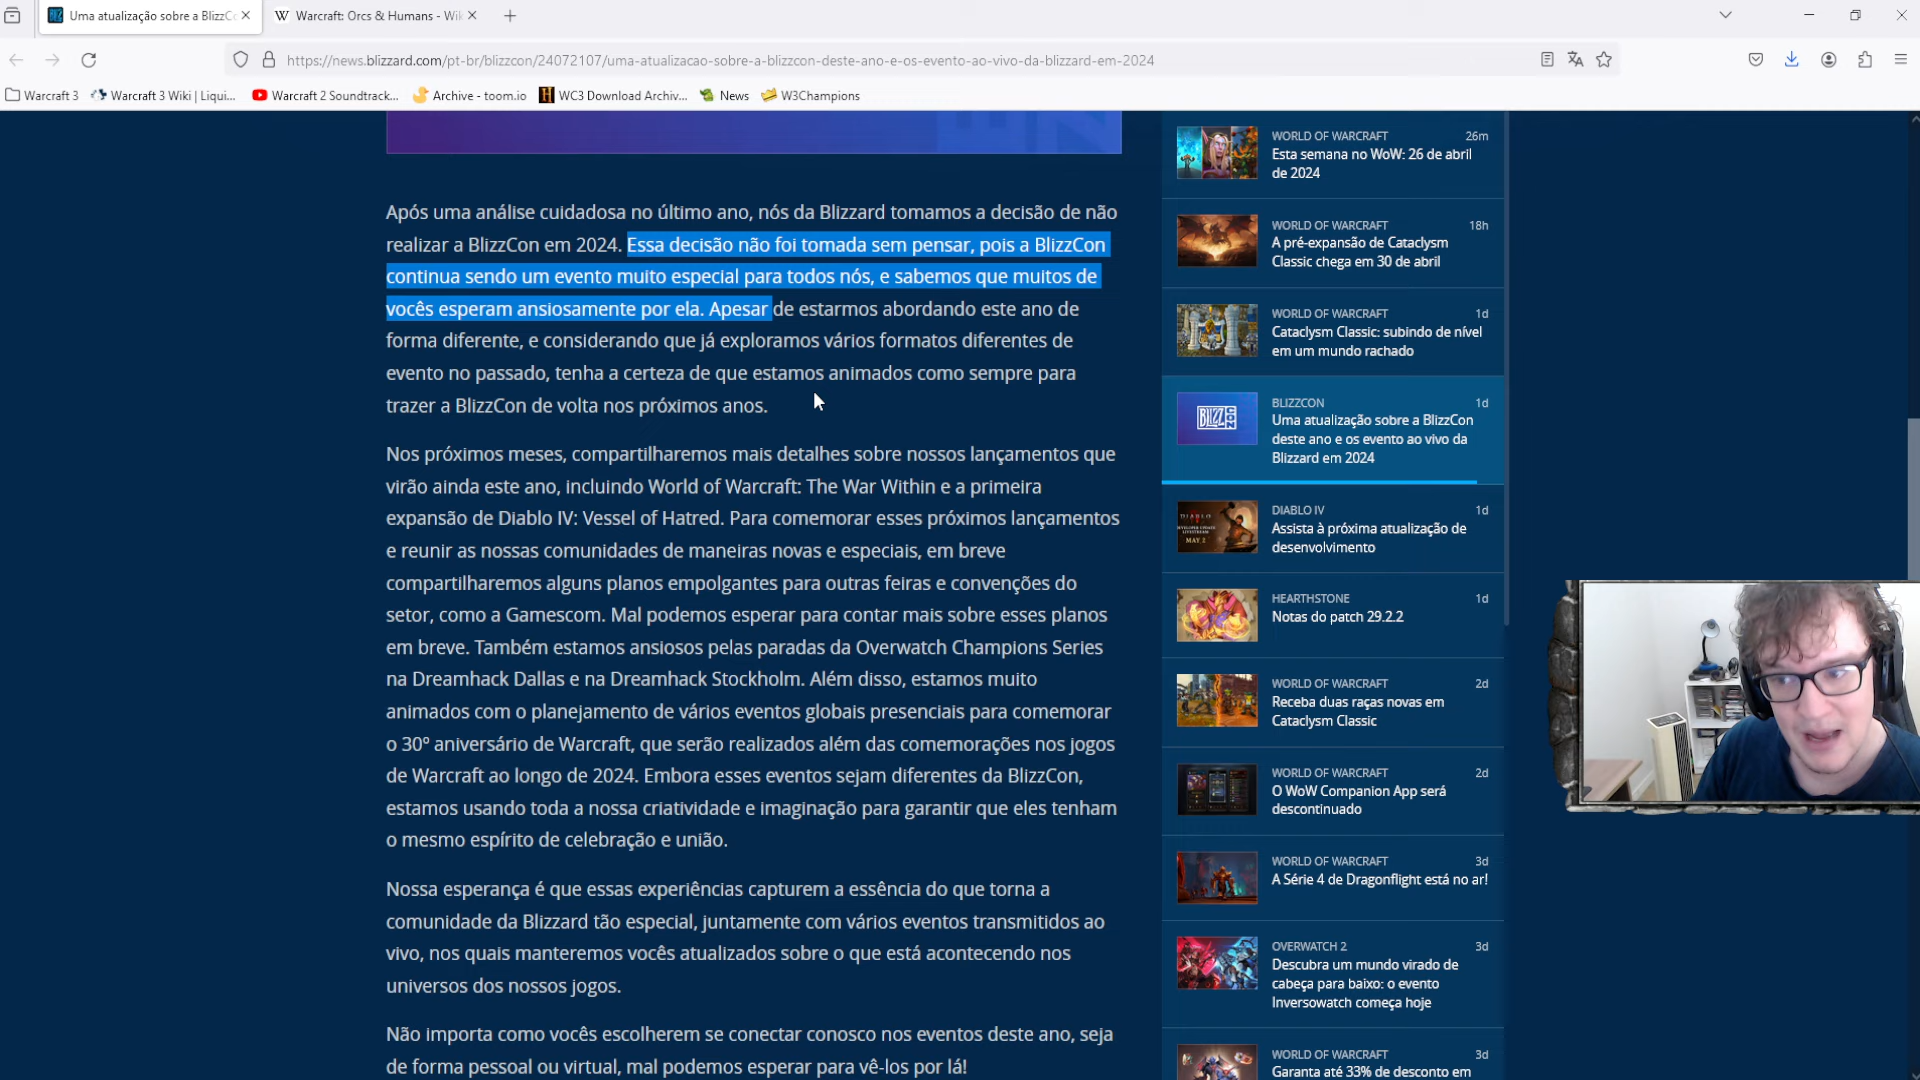 Uma atualização sobre a BlizzC
Warcraft: Orcs & Humans - Wik
https://news.blizzard.com/pt-br/blizzcon/24072107/uma-atualizacao-sobre-a-blizzcon-deste-ano-e-os-evento-ao-vivo-da-blizzard-em-2024
Warcraft 3
Warcraft 3 Wiki | Liqui...
Warcraft 2 Soundtrack...
Archive - toom.io
WC3 Download Archiv...
News
W3Champions
Após uma análise cuidadosa no último ano, nós da Blizzard tomamos a decisão de não
realizar a BlizzCon em 2024. Essa decisão não foi tomada sem pensar, pois a BlizzCon
continua sendo um evento muito especial para todos nós, e sabemos que muitos de
vocês esperam ansiosamente por ela. Apesar de estarmos abordando este ano de
forma diferente, e considerando que já exploramos vários formatos diferentes de
evento no passado, tenha a certeza de que estamos animados como sempre para
trazer a BlizzCon de volta nos próximos anos.
Nos próximos meses, compartilharemos mais detalhes sobre nossos lançamentos que
virão ainda este ano, incluindo World of Warcraft: The War Within e a primeira
expansão de Diablo IV: Vessel of Hatred. Para comemorar esses próximos lançamentos
e reunir as nossas comunidades de maneiras novas e especiais, em breve
compartilharemos alguns planos empolgantes para outras feiras e convenções do
setor, como a Gamescom. Mal podemos esperar para contar mais sobre esses planos
em breve. Também estamos ansiosos pelas paradas da Overwatch Champions Series
na Dreamhack Dallas e na Dreamhack Stockholm. Além disso, estamos muito
animados com o planejamento de vários eventos globais presenciais para comemorar
o 30º aniversário de Warcraft, que serão realizados além das comemorações nos jogos
de Warcraft ao longo de 2024. Embora esses eventos sejam diferentes da BlizzCon,
estamos usando toda a nossa criatividade e imaginação para garantir que eles tenham
o mesmo espírito de celebração e união.
Nossa esperança é que essas experiências capturem a essência do que torna a
comunidade da Blizzard tão especial, juntamente com vários eventos transmitidos ao
vivo, nos quais manteremos vocês atualizados sobre o que está acontecendo nos
universos dos nossos jogos.
Não importa como vocês escolherem se conectar conosco nos eventos deste ano, seja
de forma pessoal ou virtual, mal podemos esperar para vê-los por lá!
WORLD OF WARCRAFT 26m
Esta semana no WoW: 26 de abril
de 2024
WORLD OF WARCRAFT 18h
A pré-expansão de Cataclysm
Classic chega em 30 de abril
WORLD OF WARCRAFT 1d
Cataclysm Classic: subindo de nível
em um mundo rachado
BLIZZCON 1d
Uma atualização sobre a BlizzCon
deste ano e os evento ao vivo da
Blizzard em 2024
DIABLO IV 1d
Assista à próxima atualização de
desenvolvimento
HEARTHSTONE 1d
Notas do patch 29.2.2
WORLD OF WARCRAFT 2d
Receba duas raças novas em
Cataclysm Classic
WORLD OF WARCRAFT 2d
O WoW Companion App será
descontinuado
WORLD OF WARCRAFT 3d
A Série 4 de Dragonflight está no ar!
OVERWATCH 2 3d
Descubra um mundo virado de
cabeça para baixo: o evento
Inversowatch começa hoje
WORLD OF WARCRAFT 3d
Garanta até 33% de desconto em